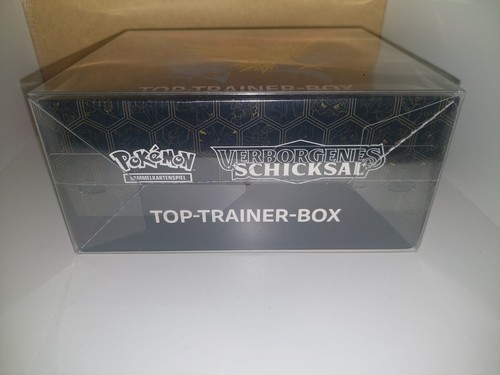 TOP-TRAINER-BOX
Pokémon
SAMMELKARTENSPIEL
VERBORGENES
SCHICKSAL
TOP-TRAINER-BOX